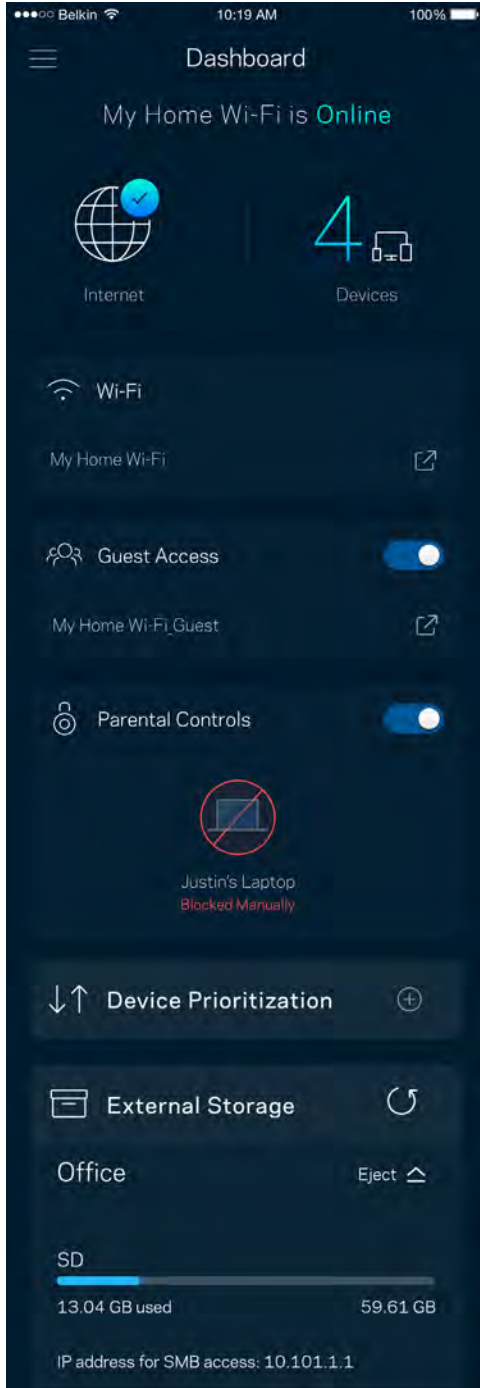 Belkin 10:19 AM 100%
Dashboard
My Home Wi-Fi is Online
4
Internet Devices
Wi-Fi
My Home Wi-Fi
Guest Access
My Home Wi-Fi_Guest
Parental Controls
Justin's Laptop
Blocked Manually
Device Prioritization
External Storage
Office Eject
SD
13.04 GB used 59.61 GB
IP address for SMB access: 10.101.1.1